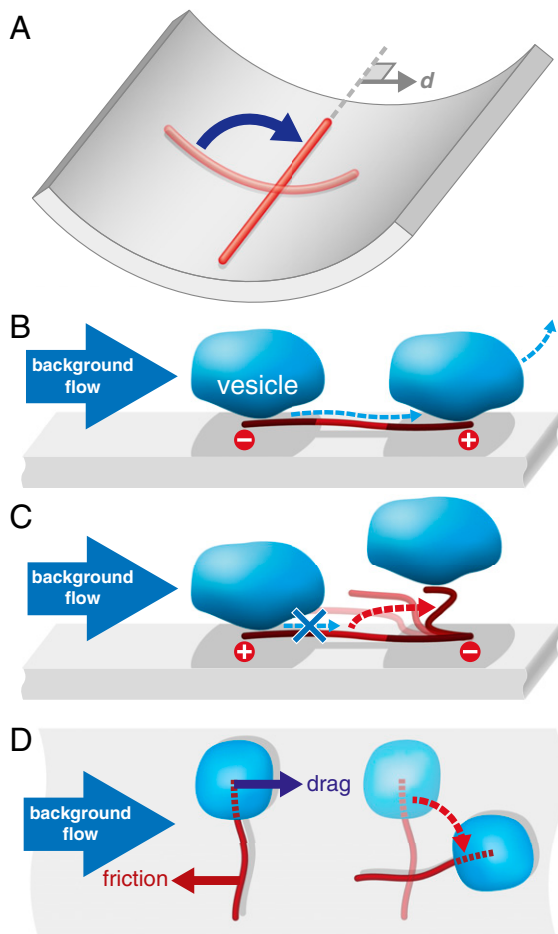 A
d
B
background
flow
vesicle
−
+
C
background
flow
+
−
D
background
flow
drag
friction